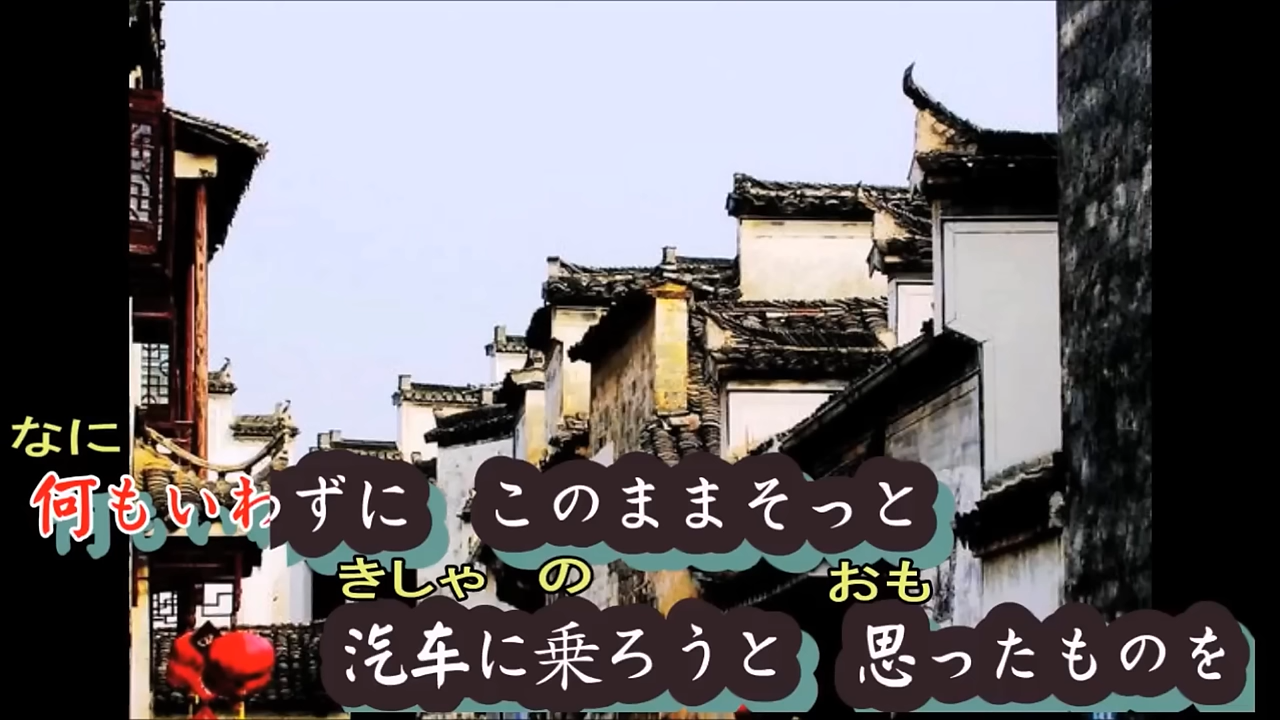 なに
何もいわずに このままそっと
きしゃ の おも
汽车に乗ろうと 思ったものを